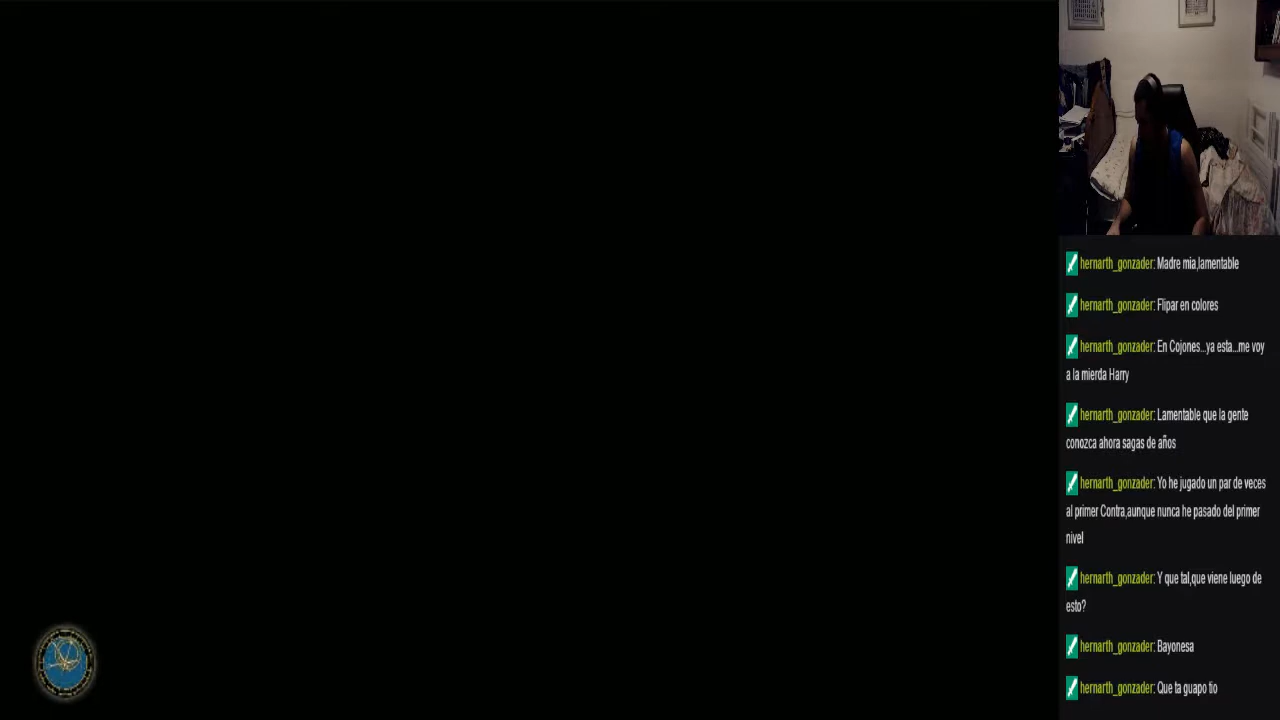 hernarth_gonzader: Madre mia,lamentable
hernarth_gonzader: Flipar en colores
hernarth_gonzader: En Cojones...ya esta...me voy
a la mierda Harry
hernarth_gonzader: Lamentable que la gente
conozca ahora sagas de años
hernarth_gonzader: Yo he jugado un par de veces
al primer Contra,aunque nunca he pasado del primer
nivel
hernarth_gonzader: Y que tal,que viene luego de
esto?
hernarth_gonzader: Bayonesa
hernarth_gonzader: Que ta guapo tio